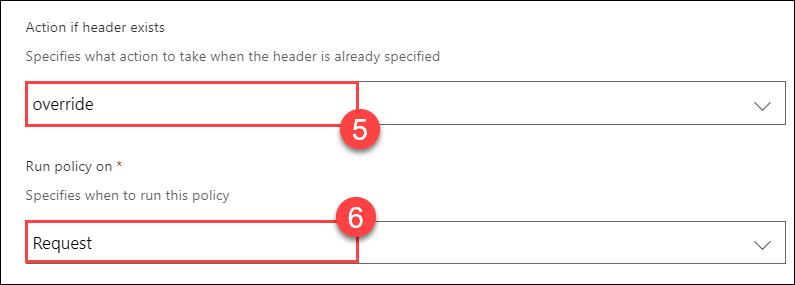 Action if header exists
Specifies what action to take when the header is already specified
override
5
Run policy on *
Specifies when to run this policy
6
Request